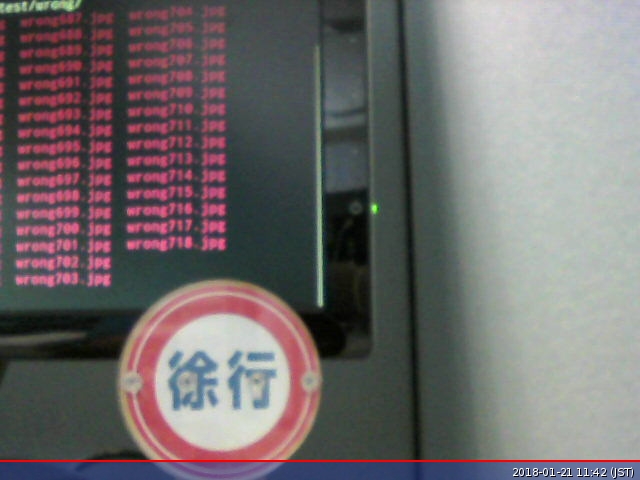 test/wrong/
wrong687.jpg wrong704.jpg
wrong688.jpg wrong705.jpg
wrong689.jpg wrong706.jpg
wrong690.jpg wrong707.jpg
wrong691.jpg wrong708.jpg
wrong692.jpg wrong709.jpg
wrong693.jpg wrong710.jpg
wrong694.jpg wrong711.jpg
wrong695.jpg wrong712.jpg
wrong696.jpg wrong713.jpg
wrong697.jpg wrong714.jpg
wrong698.jpg wrong715.jpg
wrong699.jpg wrong716.jpg
wrong700.jpg wrong717.jpg
wrong701.jpg wrong718.jpg
wrong702.jpg
wrong703.jpg
徐行
2018-01-21 11:42 (JST)